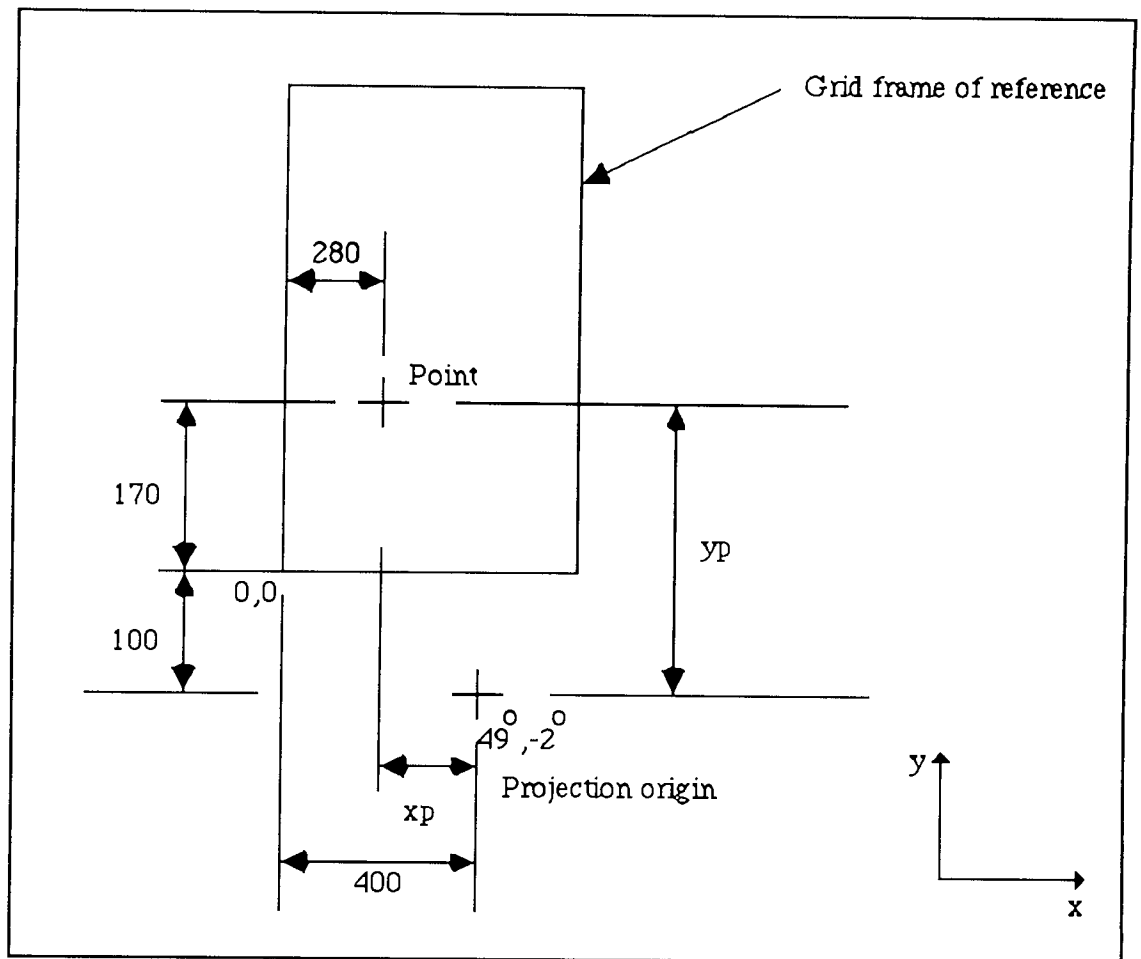 Grid frame of reference
280
Point
170
yp
0,0
100
49°,-2°
Projection origin
xp
400
y
x